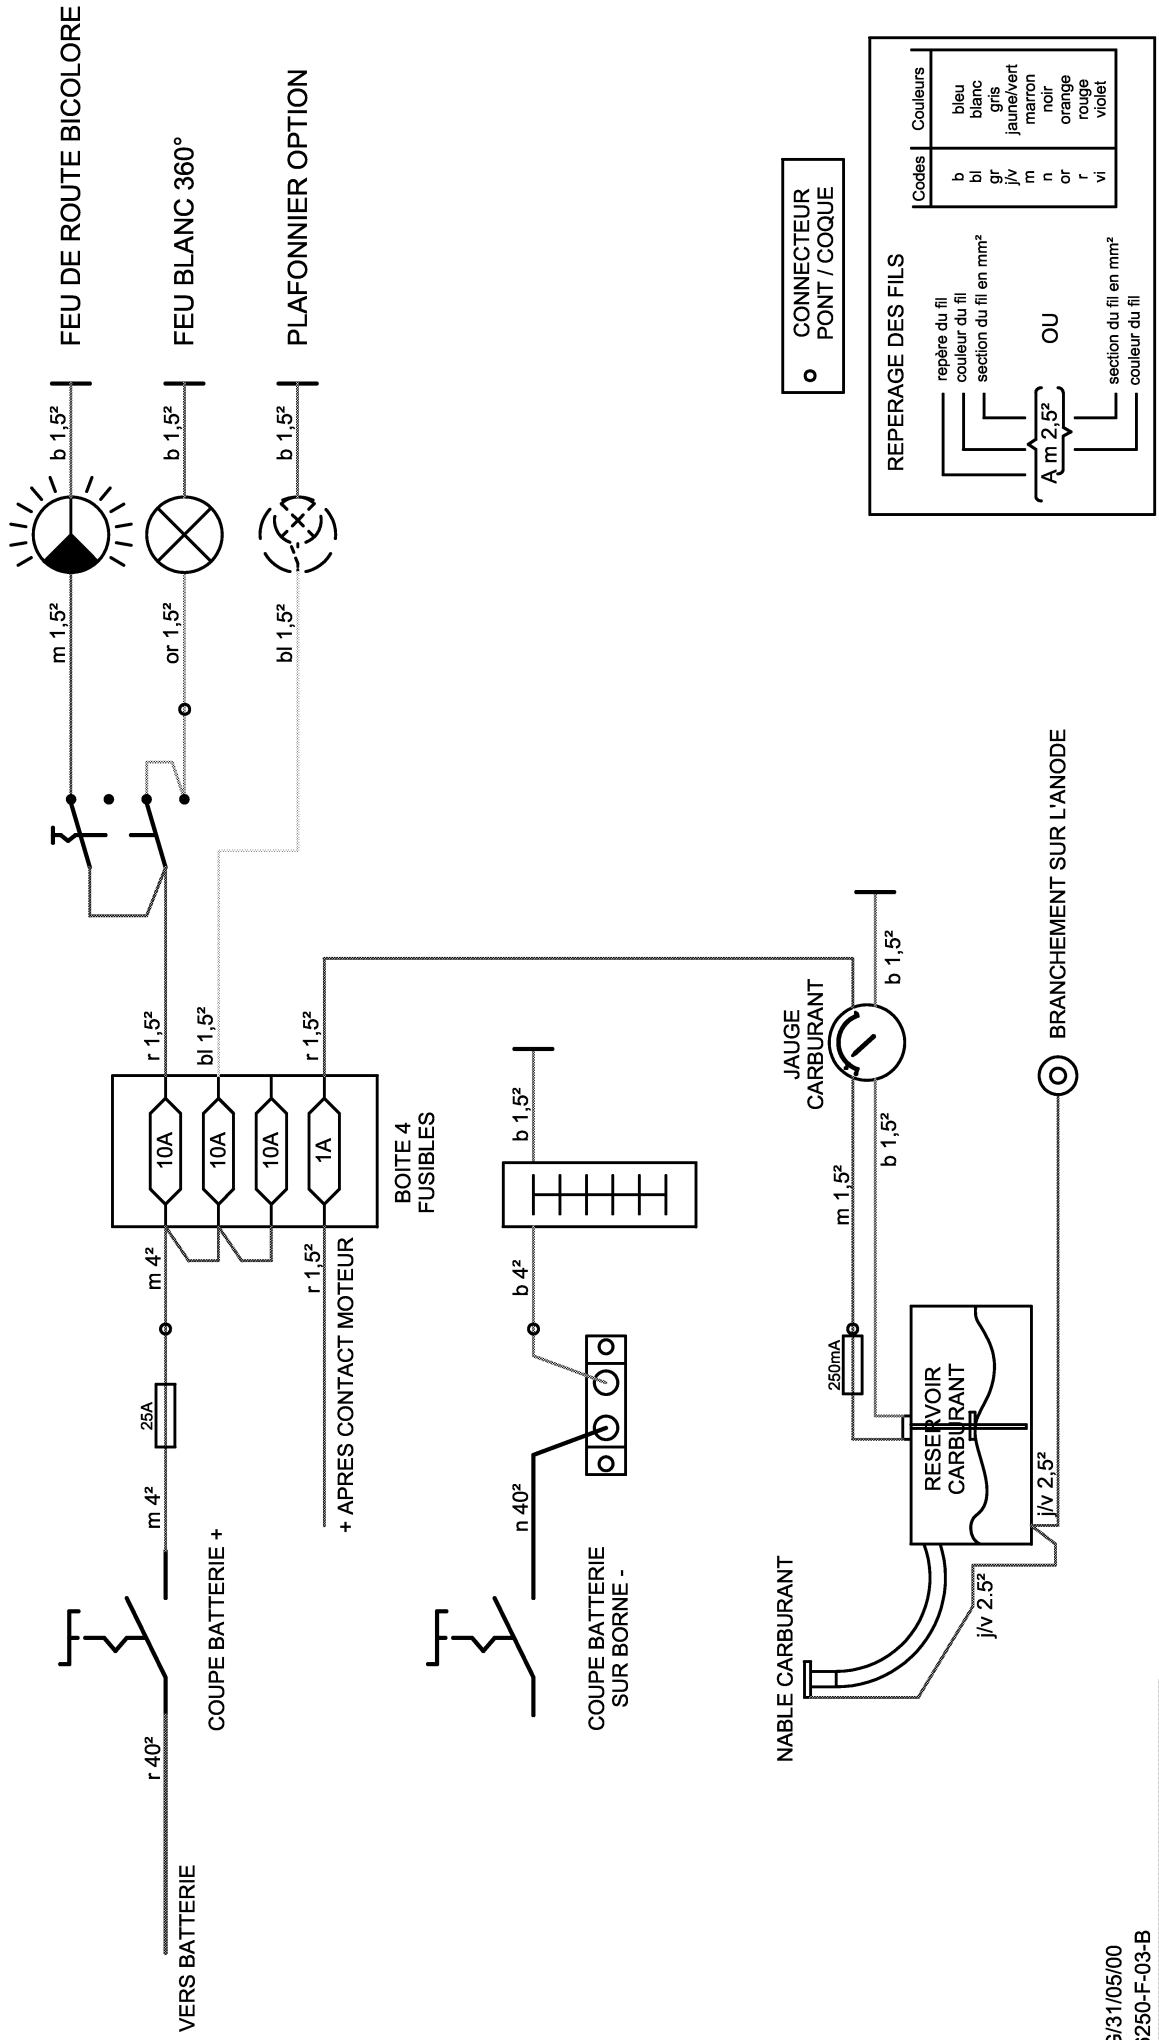 FEU DE ROUTE BICOLORE
b 1,5²
m 1,5²
FEU BLANC 360°
b 1,5²
or 1,5²
PLAFONNIER OPTION
b 1,5²
bl 1,5²
r 1,5²
bl 1,5²
r 1,5²
10A
10A
10A
1A
BOITE 4
FUSIBLES
m 4²
r 1,5²
+ APRES CONTACT MOTEUR
25A
m 4²
COUPE BATTERIE +
r 40²
VERS BATTERIE
b 1,5²
b 4²
n 40²
COUPE BATTERIE
SUR BORNE -
JAUGE
CARBURANT
b 1,5²
m 1,5²
b 1,5²
250mA
RESERVOIR
CARBURANT
NABLE CARBURANT
j/v 2.5²
j/v 2,5²
BRANCHEMENT SUR L'ANODE
CONNECTEUR
PONT / COQUE
REPERAGE DES FILS
repère du fil
couleur du fil
section du fil en mm²
A m 2,5²
OU
section du fil en mm²
couleur du fil
Codes Couleurs
b bleu
bl blanc
gr gris
j/v jaune/vert
m marron
n noir
or orange
r rouge
vi violet
/31/05/00
250-F-03-B